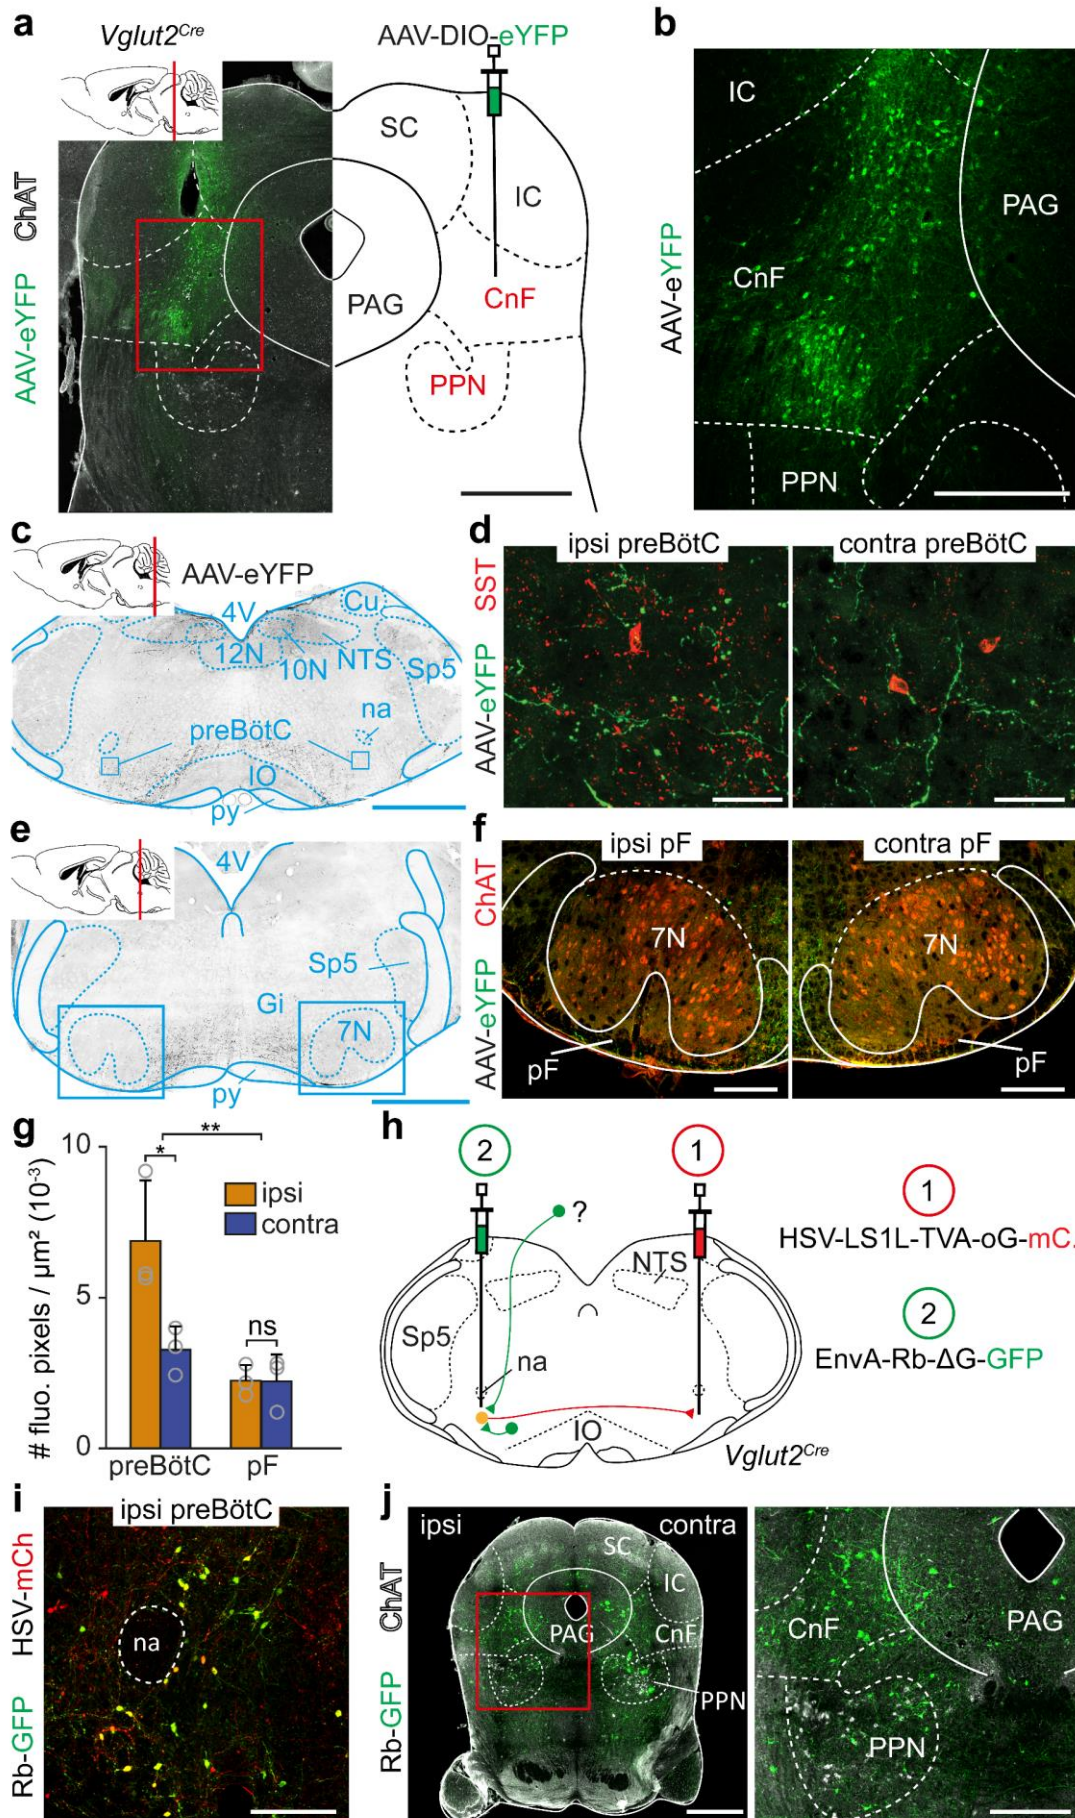 a
Vglut2Cre
AAV-DIO-eYFP
SC
IC
CnF
PAG
PPN
AAV-eYFP ChAT
b
IC
PAG
CnF
PPN
AAV-eYFP
c
AAV-eYFP
4V
Cu
12N
10N
NTS
Sp5
na
preBötC
IO
py
d
ipsi preBötC
contra preBötC
AAV-eYFP SST
e
4V
Sp5
Gi
7N
py
f
ipsi pF
contra pF
7N
7N
pF
pF
AAV-eYFP ChAT
g
10
**
*
ipsi
contra
5
ns
0
preBötC
pF
# fluo. pixels / µm² (10⁻³)
h
2
1
?
NTS
Sp5
na
IO
Vglut2Cre
1
HSV-LS1L-TVA-oG-mC.
2
EnvA-Rb-ΔG-GFP
i
ipsi preBötC
na
Rb-GFP HSV-mCh
j
ipsi
contra
SC
IC
PAG
CnF
PPN
Rb-GFP ChAT
CnF
PAG
PPN